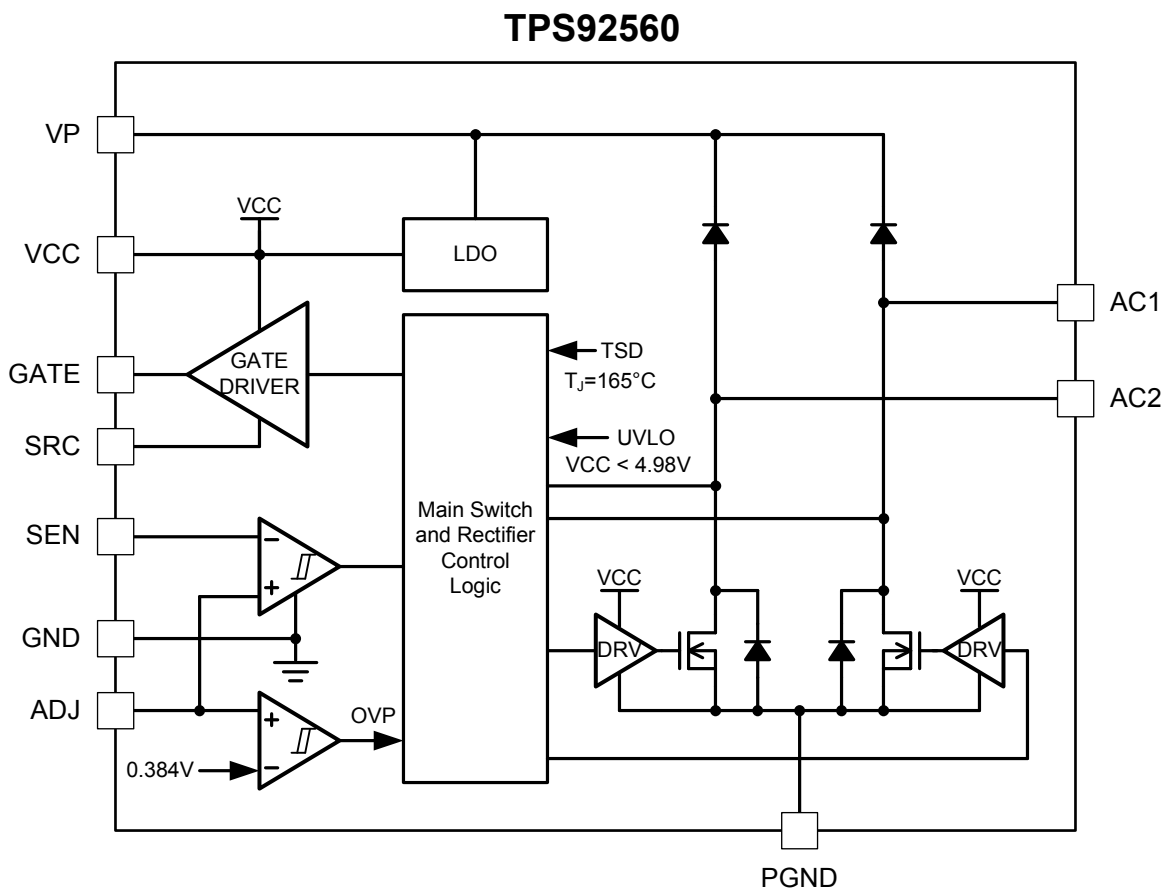 TPS92560
VP
VCC
VCC
LDO
AC1
GATE
GATE
DRIVER
TSD
TJ=165°C
AC2
SRC
UVLO
VCC < 4.98V
SEN
Main Switch
and Rectifier
Control
Logic
−
+
VCC
VCC
GND
DRV
DRV
ADJ
OVP
+
−
0.384V
PGND